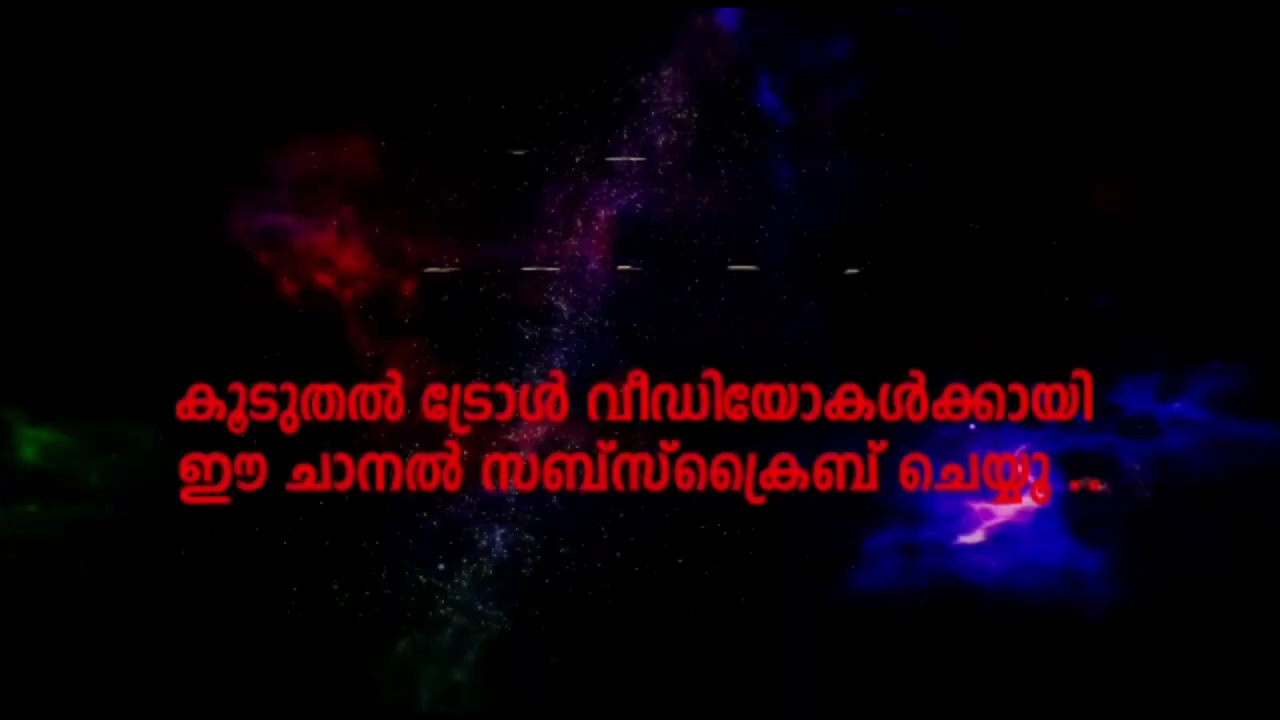 കൂടുതൽ ട്രോൾ വീഡിയോകൾക്കായി
ഈ ചാനൽ സബ്സ്ക്രൈബ് ചെയ്യൂ ..